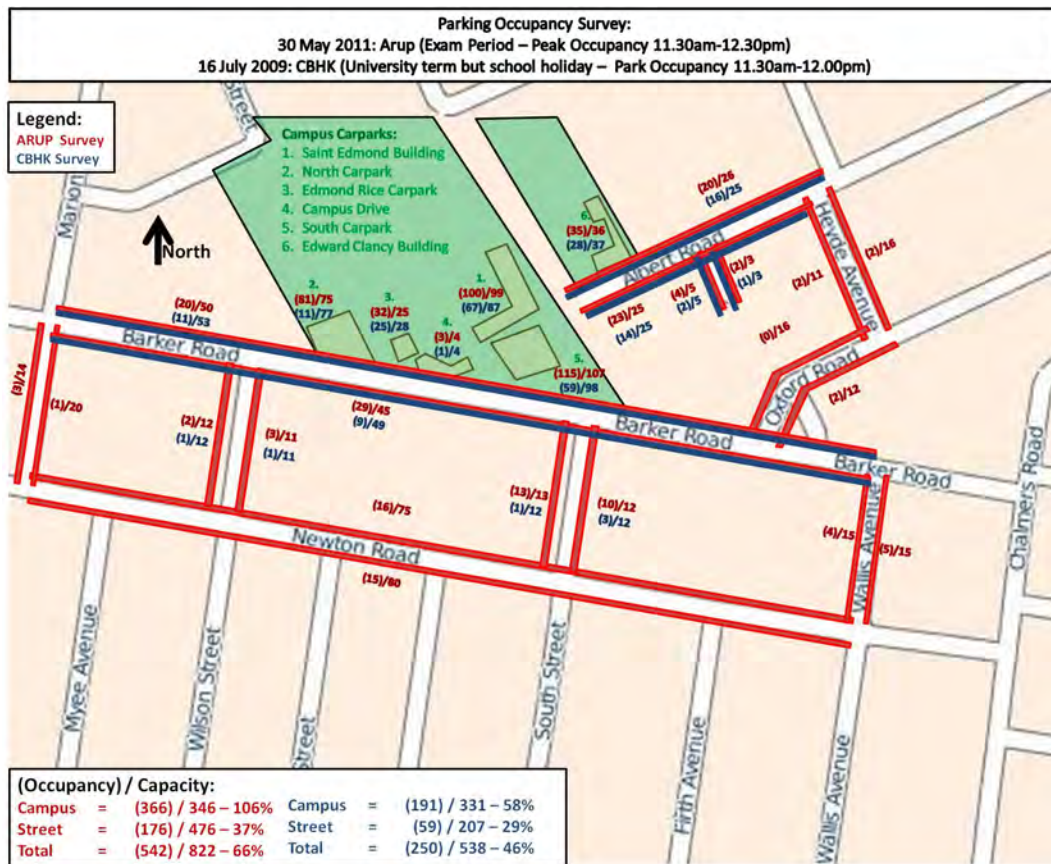 Parking Occupancy Survey:
30 May 2011: Arup (Exam Period – Peak Occupancy 11.30am-12.30pm)
16 July 2009: CBHK (University term but school holiday – Park Occupancy 11.30am-12.00pm)
Legend:
ARUP Survey
CBHK Survey
Street
Marion
North
Campus Carparks:
1. Saint Edmond Building
2. North Carpark
3. Edmond Rice Carpark
4. Campus Drive
5. South Carpark
6. Edward Clancy Building
6.
(35)/36
(28)/37
(20)/26
(16)/25
Albert Road
(2)/3
(1)/3
(4)/5
(2)/5
(23)/25
(14)/25
Heyde Avenue
(2)/16
(2)/11
(0)/16
Oxford Road
(2)/12
1.
(100)/99
(67)/87
2.
(81)/75
(11)/77
3.
(32)/25
(25)/28
4.
(3)/4
(1)/4
5.
(115)/107
(59)/98
(20)/50
(11)/53
Barker Road
Barker Road
Barker Road
(3)/14
(1)/20
(2)/12
(1)/12
(3)/11
(1)/11
(29)/45
(9)/49
(13)/13
(1)/12
(10)/12
(3)/12
(16)/75
Newton Road
(15)/80
(4)/15
Wallis Avenue
(5)/15
Chalmers Road
Myee Avenue
Wilson Street
Street
South Street
Firth Avenue
Wallis Avenue
(Occupancy) / Capacity:
Campus = (366) / 346 – 106% Campus = (191) / 331 – 58%
Street = (176) / 476 – 37% Street = (59) / 207 – 29%
Total = (542) / 822 – 66% Total = (250) / 538 – 46%